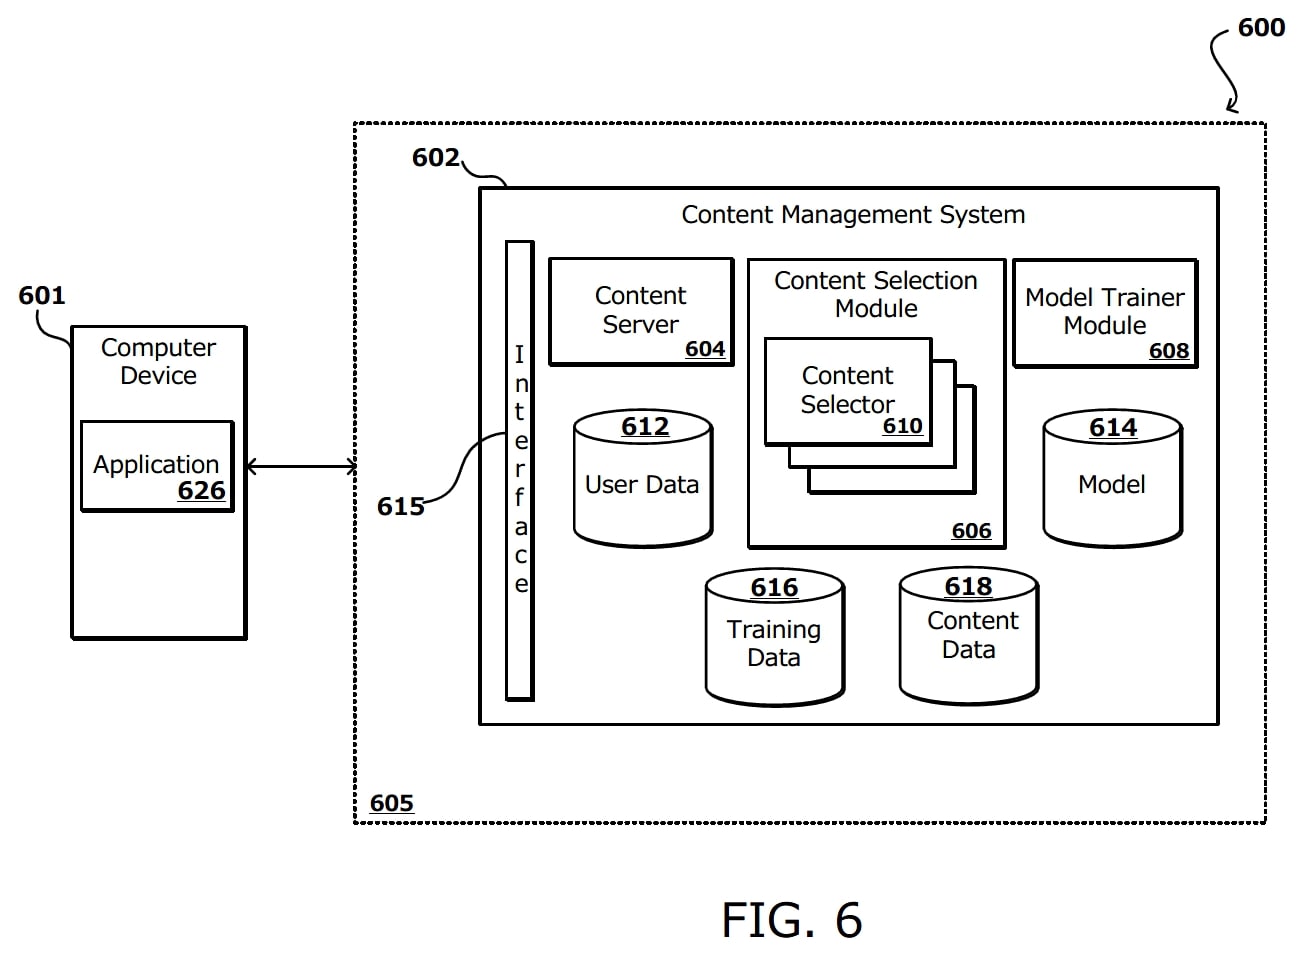 600
602
Content Management System
601
Computer
Device
Application
626
615
Interface
Content
Server
604
Content Selection
Module
Content
Selector
610
606
Model Trainer
Module
608
612
User Data
614
Model
616
Training
Data
618
Content
Data
605
FIG. 6